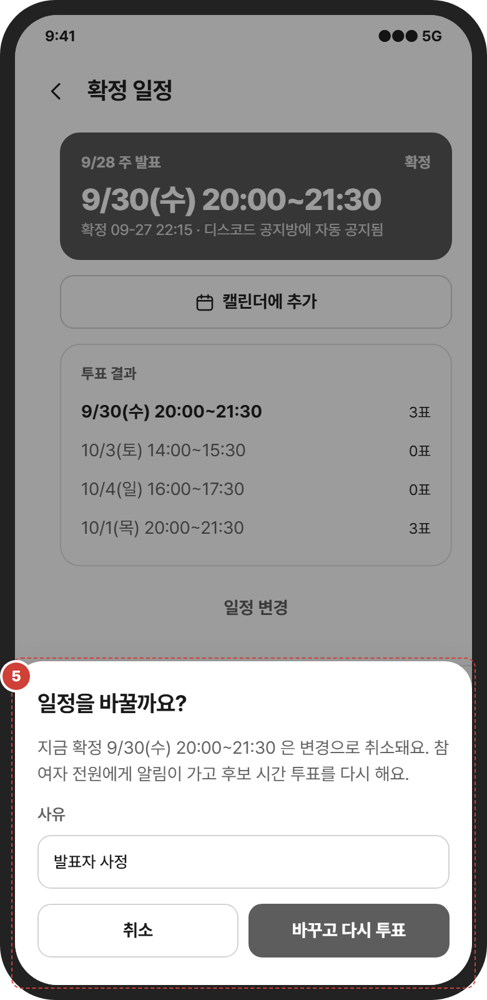 9:41
5G
확정 일정
9/28 주 발표
확정
9/30(수) 20:00~21:30
확정 09-27 22:15 · 디스코드 공지방에 자동 공지됨
캘린더에 추가
투표 결과
9/30(수) 20:00~21:30 3표
10/3(토) 14:00~15:30 0표
10/4(일) 16:00~17:30 0표
10/1(목) 20:00~21:30 3표
일정 변경
5
일정을 바꿀까요?
지금 확정 9/30(수) 20:00~21:30 은 변경으로 취소돼요. 참
여자 전원에게 알림이 가고 후보 시간 투표를 다시 해요.
사유
발표자 사정
취소
바꾸고 다시 투표